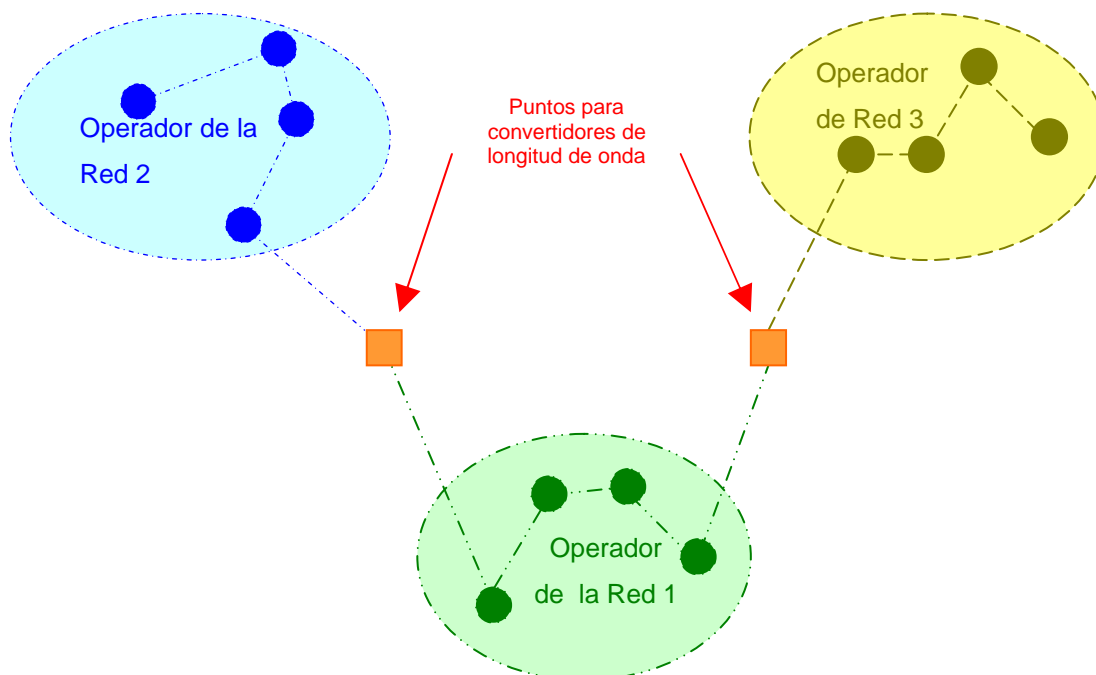 Operador de la
Red 2
Puntos para
convertidores de
longitud de onda
Operador
de Red 3
Operador
de la Red 1